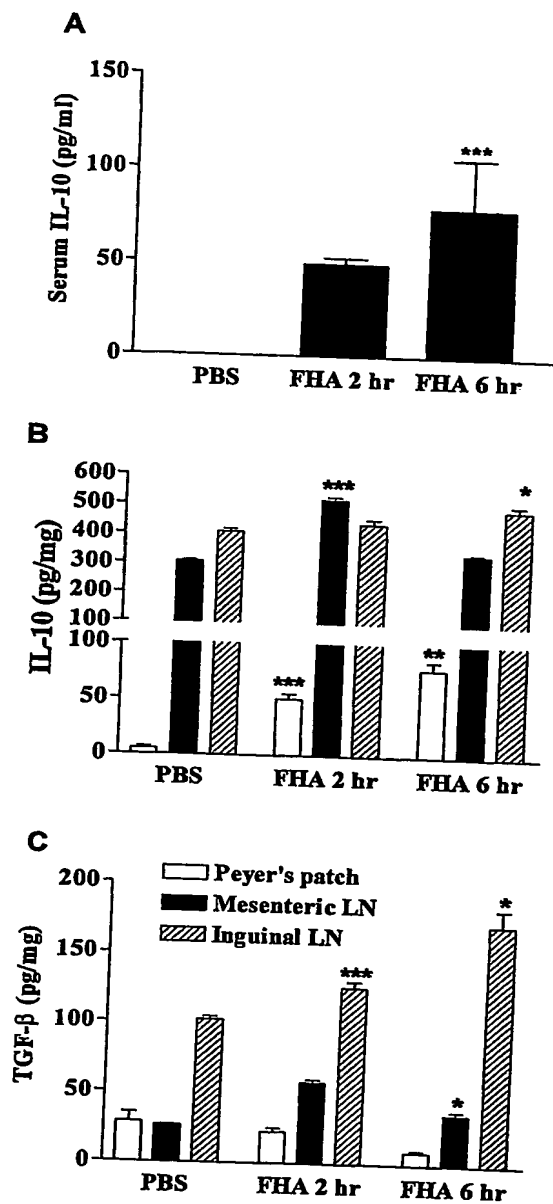 A
Serum IL-10 (pg/ml)
150
100
50
0
***
PBS
FHA 2 hr
FHA 6 hr
B
IL-10 (pg/mg)
600
500
400
300
200
100
100
50
0
***
***
**
*
PBS
FHA 2 hr
FHA 6 hr
C
TGF-β (pg/mg)
200
150
100
50
0
Peyer's patch
Mesenteric LN
Inguinal LN
***
*
*
PBS
FHA 2 hr
FHA 6 hr